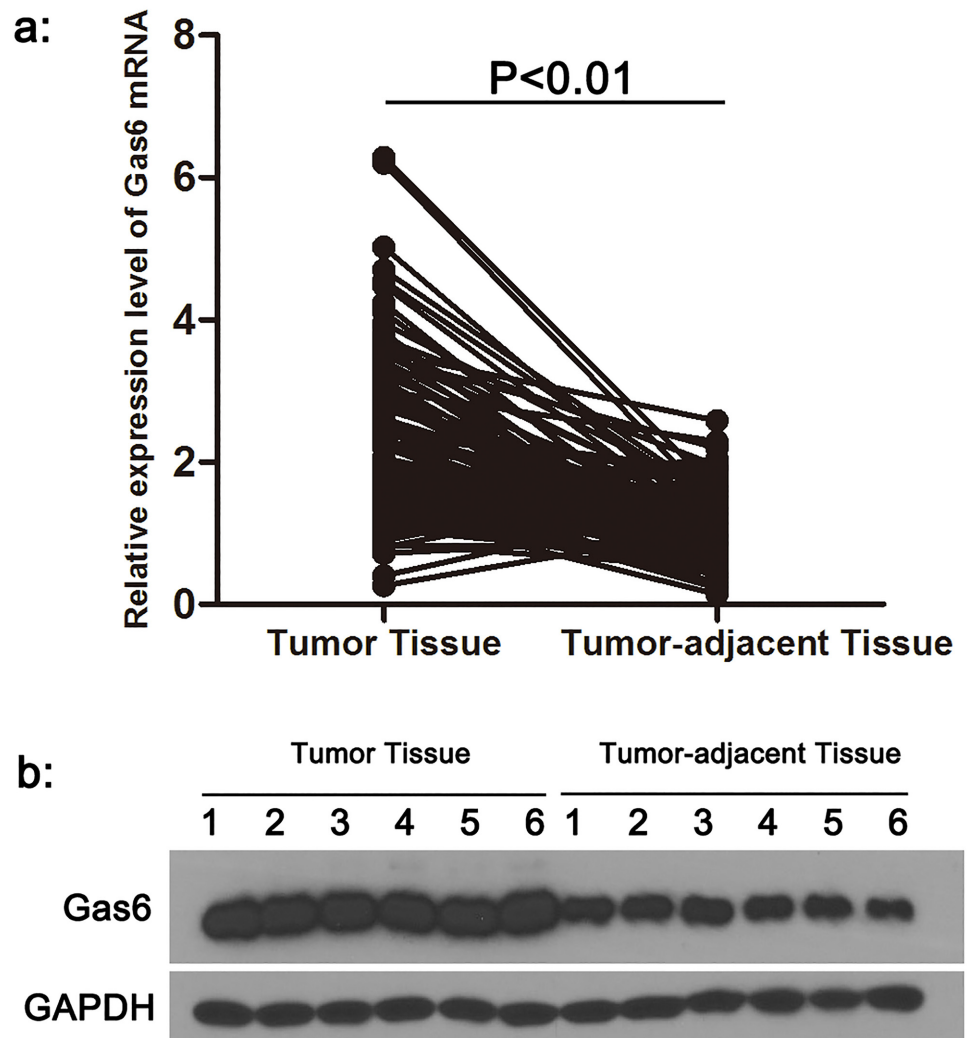 a:
Relative expression level of Gas6 mRNA
8
6
4
2
0
P<0.01
Tumor Tissue Tumor-adjacent Tissue
b:
Tumor Tissue Tumor-adjacent Tissue
1 2 3 4 5 6 1 2 3 4 5 6
Gas6
GAPDH